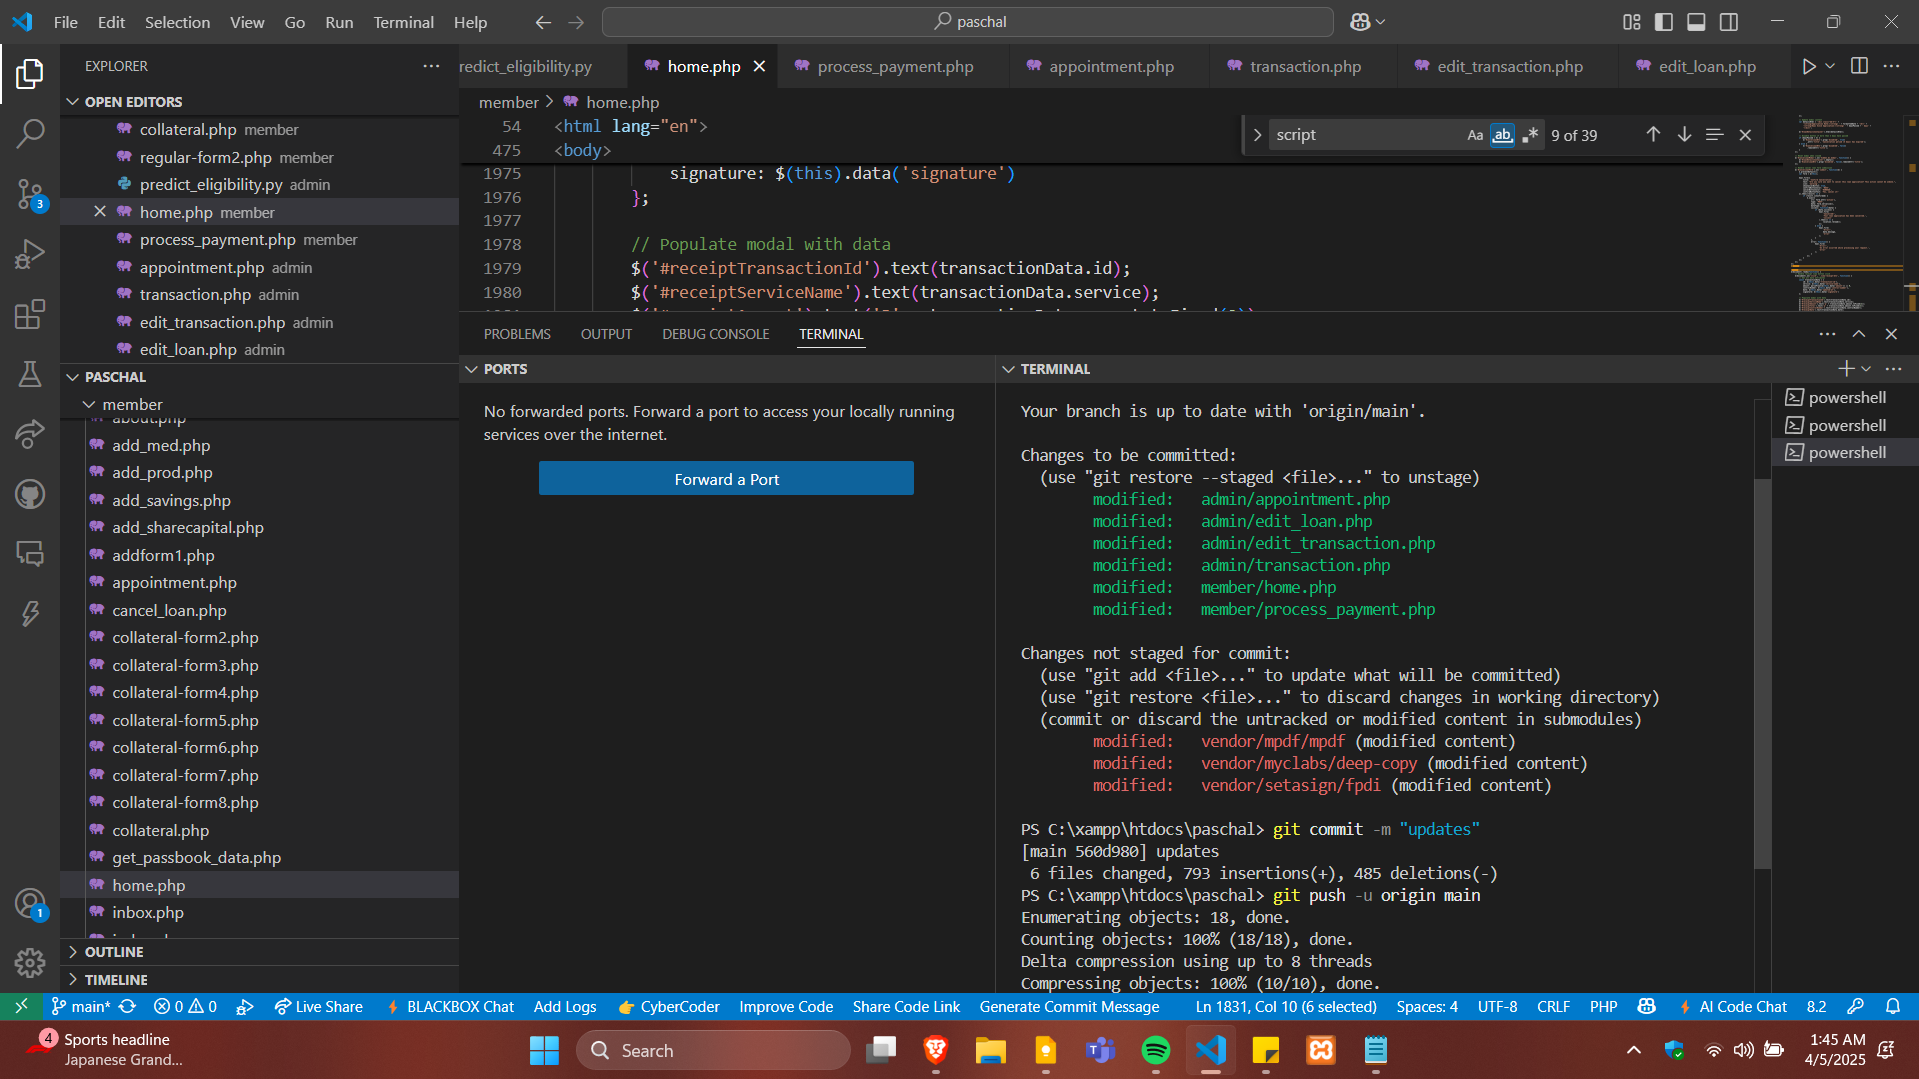 File Edit Selection View Go Run Terminal Help
paschal
EXPLORER
OPEN EDITORS
collateral.php member
regular-form2.php member
predict_eligibility.py admin
home.php member
process_payment.php member
appointment.php admin
transaction.php admin
edit_transaction.php admin
edit_loan.php admin
PASCHAL
member
about.php
add_med.php
add_prod.php
add_savings.php
add_sharecapital.php
addform1.php
appointment.php
cancel_loan.php
collateral-form2.php
collateral-form3.php
collateral-form4.php
collateral-form5.php
collateral-form6.php
collateral-form7.php
collateral-form8.php
collateral.php
get_passbook_data.php
home.php
inbox.php
OUTLINE
TIMELINE
3
1
redict_eligibility.py home.php process_payment.php appointment.php transaction.php edit_transaction.php edit_loan.php
member > home.php
script Aa ab 9 of 39
54 <html lang="en">
475 <body>
1975 signature: $(this).data('signature')
1976 };
1977
1978 // Populate modal with data
1979 $('#receiptTransactionId').text(transactionData.id);
1980 $('#receiptServiceName').text(transactionData.service);
PROBLEMS OUTPUT DEBUG CONSOLE TERMINAL
PORTS
No forwarded ports. Forward a port to access your locally running
services over the internet.
Forward a Port
TERMINAL
Your branch is up to date with 'origin/main'.
Changes to be committed:
(use "git restore --staged <file>..." to unstage)
modified: admin/appointment.php
modified: admin/edit_loan.php
modified: admin/edit_transaction.php
modified: admin/transaction.php
modified: member/home.php
modified: member/process_payment.php
Changes not staged for commit:
(use "git add <file>..." to update what will be committed)
(use "git restore <file>..." to discard changes in working directory)
(commit or discard the untracked or modified content in submodules)
modified: vendor/mpdf/mpdf (modified content)
modified: vendor/myclabs/deep-copy (modified content)
modified: vendor/setasign/fpdi (modified content)
PS C:\xampp\htdocs\paschal> git commit -m "updates"
[main 560d980] updates
6 files changed, 793 insertions(+), 485 deletions(-)
PS C:\xampp\htdocs\paschal> git push -u origin main
Enumerating objects: 18, done.
Counting objects: 100% (18/18), done.
Delta compression using up to 8 threads
Compressing objects: 100% (10/10), done.
powershell
powershell
powershell
main* 0 0 Live Share BLACKBOX Chat Add Logs CyberCoder Improve Code Share Code Link Generate Commit Message Ln 1831, Col 10 (6 selected) Spaces: 4 UTF-8 CRLF PHP AI Code Chat 8.2
4
Sports headline
Japanese Grand...
Search
1:45 AM
4/5/2025